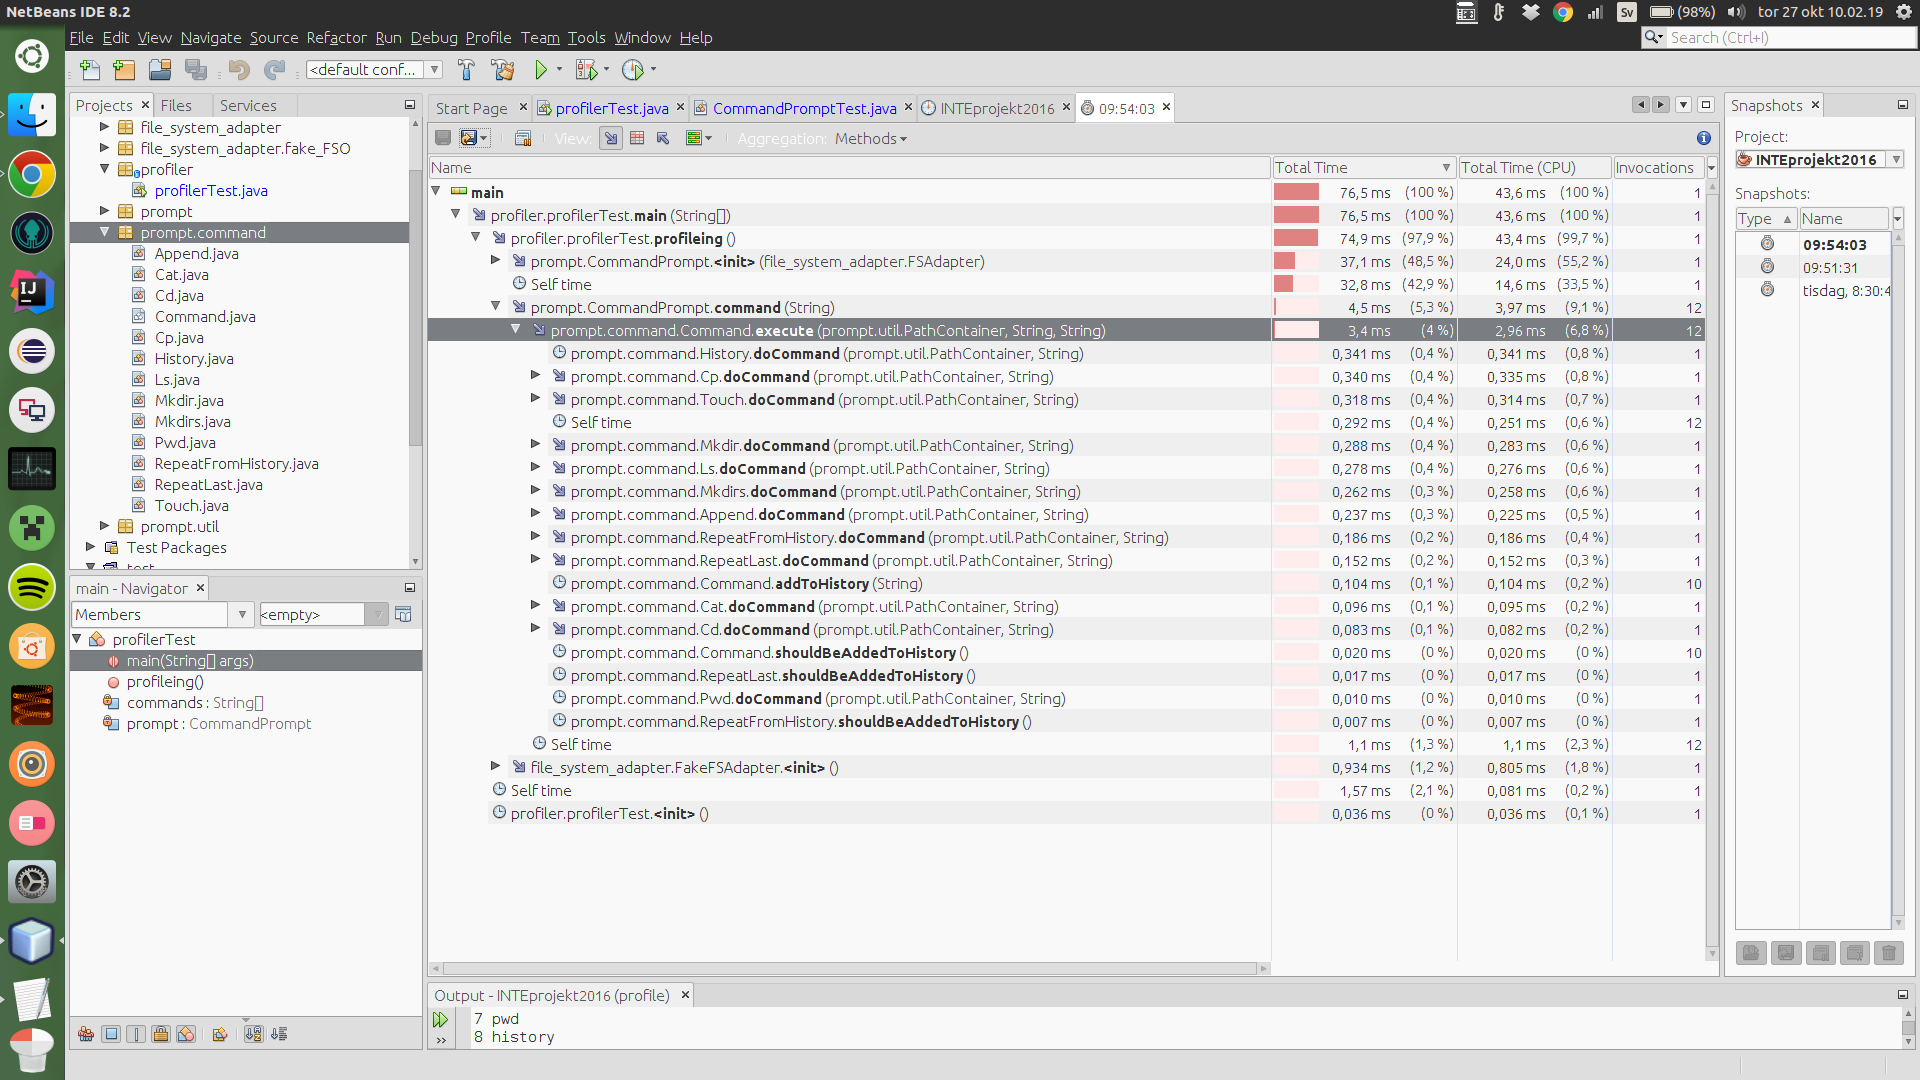 NetBeans IDE 8.2
Sv (98%) tor 27 okt 10.02.19
File Edit View Navigate Source Refactor Run Debug Profile Team Tools Window Help
Search (Ctrl+I)
<default conf...
Projects Files Services
file_system_adapter
file_system_adapter.fake_FSO
profiler
profilerTest.java
prompt
prompt.command
Append.java
Cat.java
Cd.java
Command.java
Cp.java
History.java
Ls.java
Mkdir.java
Mkdirs.java
Pwd.java
RepeatFromHistory.java
RepeatLast.java
Touch.java
prompt.util
Test Packages
test
main - Navigator
Members <empty>
profilerTest
main(String[] args)
profileing()
commands : String[]
prompt : CommandPrompt
Start Page profilerTest.java CommandPromptTest.java INTEprojekt2016 09:54:03
View: Aggregation: Methods
Name Total Time Total Time (CPU) Invocations
main 76,5 ms (100 %) 43,6 ms (100 %) 1
profiler.profilerTest.main (String[]) 76,5 ms (100 %) 43,6 ms (100 %) 1
profiler.profilerTest.profileing () 74,9 ms (97,9 %) 43,4 ms (99,7 %) 1
prompt.CommandPrompt.<init> (file_system_adapter.FSAdapter) 37,1 ms (48,5 %) 24,0 ms (55,2 %) 1
Self time 32,8 ms (42,9 %) 14,6 ms (33,5 %) 1
prompt.CommandPrompt.command (String) 4,5 ms (5,3 %) 3,97 ms (9,1 %) 12
prompt.command.Command.execute (prompt.util.PathContainer, String, String) 3,4 ms (4 %) 2,96 ms (6,8 %) 12
prompt.command.History.doCommand (prompt.util.PathContainer, String) 0,341 ms (0,4 %) 0,341 ms (0,8 %) 1
prompt.command.Cp.doCommand (prompt.util.PathContainer, String) 0,340 ms (0,4 %) 0,335 ms (0,8 %) 1
prompt.command.Touch.doCommand (prompt.util.PathContainer, String) 0,318 ms (0,4 %) 0,314 ms (0,7 %) 1
Self time 0,292 ms (0,4 %) 0,251 ms (0,6 %) 12
prompt.command.Mkdir.doCommand (prompt.util.PathContainer, String) 0,288 ms (0,4 %) 0,283 ms (0,6 %) 1
prompt.command.Ls.doCommand (prompt.util.PathContainer, String) 0,278 ms (0,4 %) 0,276 ms (0,6 %) 1
prompt.command.Mkdirs.doCommand (prompt.util.PathContainer, String) 0,262 ms (0,3 %) 0,258 ms (0,6 %) 1
prompt.command.Append.doCommand (prompt.util.PathContainer, String) 0,237 ms (0,3 %) 0,225 ms (0,5 %) 1
prompt.command.RepeatFromHistory.doCommand (prompt.util.PathContainer, String) 0,186 ms (0,2 %) 0,186 ms (0,4 %) 1
prompt.command.RepeatLast.doCommand (prompt.util.PathContainer, String) 0,152 ms (0,2 %) 0,152 ms (0,3 %) 1
prompt.command.Command.addToHistory (String) 0,104 ms (0,1 %) 0,104 ms (0,2 %) 10
prompt.command.Cat.doCommand (prompt.util.PathContainer, String) 0,096 ms (0,1 %) 0,095 ms (0,2 %) 1
prompt.command.Cd.doCommand (prompt.util.PathContainer, String) 0,083 ms (0,1 %) 0,082 ms (0,2 %) 1
prompt.command.Command.shouldBeAddedToHistory () 0,020 ms (0 %) 0,020 ms (0 %) 10
prompt.command.RepeatLast.shouldBeAddedToHistory () 0,017 ms (0 %) 0,017 ms (0 %) 1
prompt.command.Pwd.doCommand (prompt.util.PathContainer, String) 0,010 ms (0 %) 0,010 ms (0 %) 1
prompt.command.RepeatFromHistory.shouldBeAddedToHistory () 0,007 ms (0 %) 0,007 ms (0 %) 1
Self time 1,1 ms (1,3 %) 1,1 ms (2,3 %) 12
file_system_adapter.FakeFSAdapter.<init> () 0,934 ms (1,2 %) 0,805 ms (1,8 %) 1
Self time 1,57 ms (2,1 %) 0,081 ms (0,2 %) 1
profiler.profilerTest.<init> () 0,036 ms (0 %) 0,036 ms (0,1 %) 1
Snapshots
Project:
INTEprojekt2016
Snapshots:
Type Name
09:54:03
09:51:31
tisdag, 8:30:4
Output - INTEprojekt2016 (profile)
7 pwd
8 history